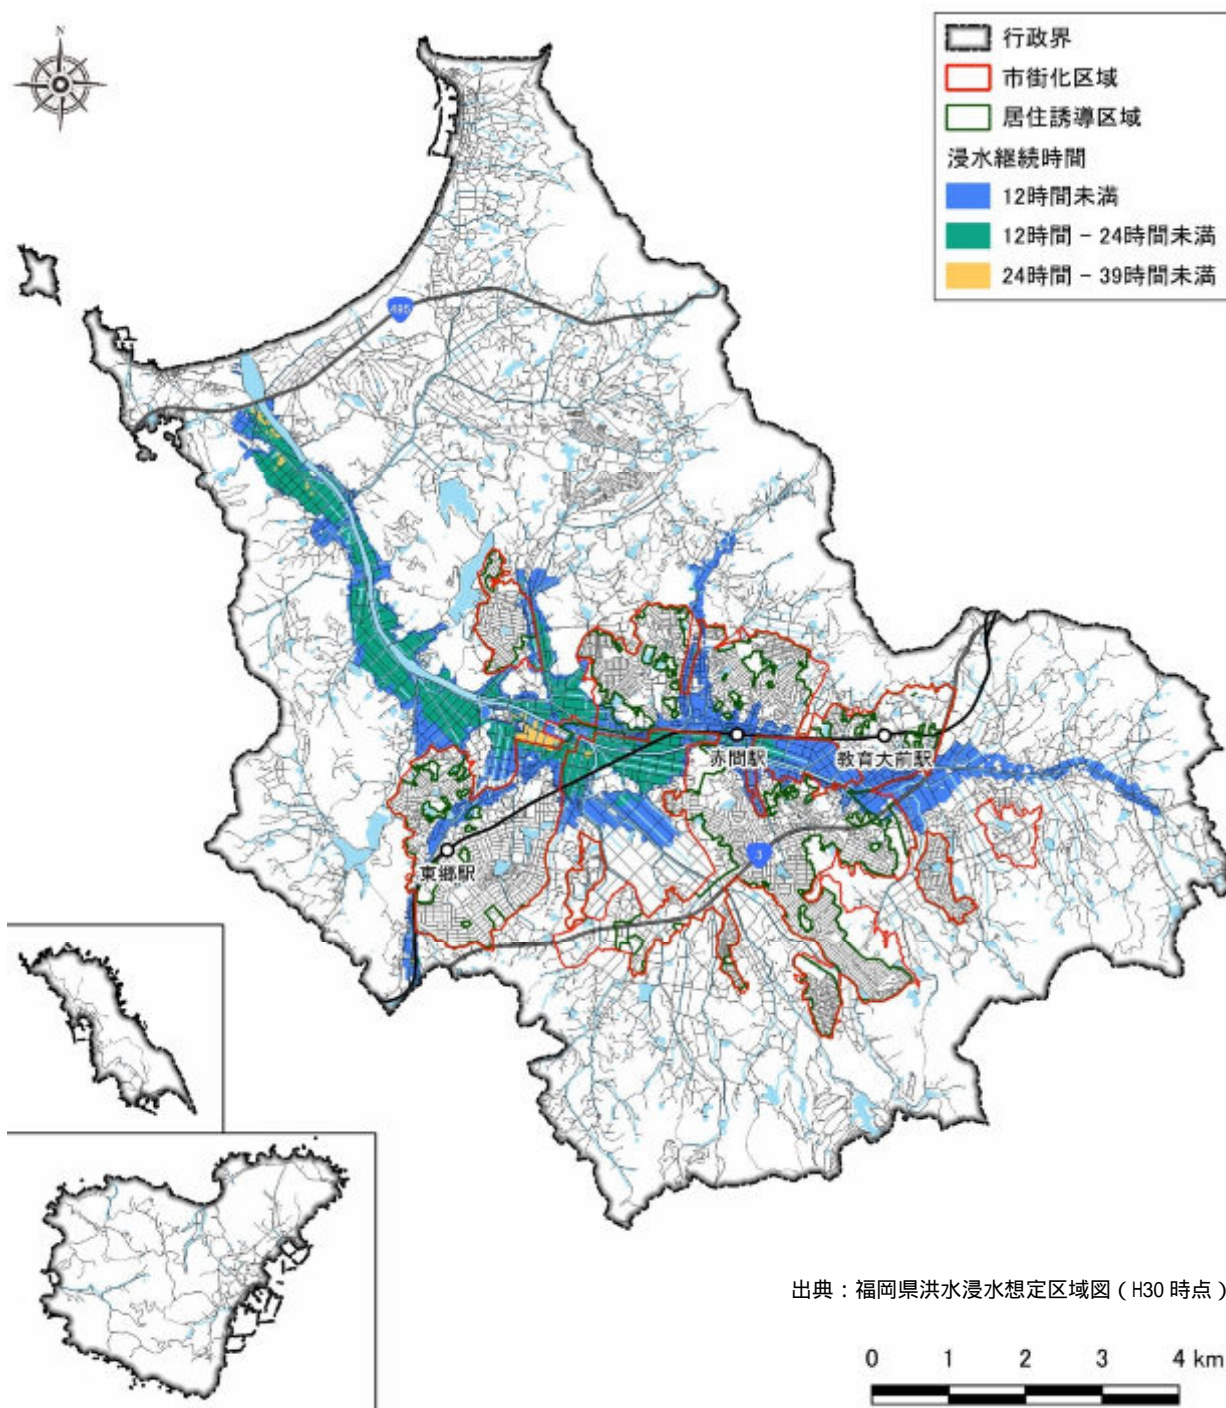 N
行政界
市街化区域
居住誘導区域
浸水継続時間
12時間未満
12時間 − 24時間未満
24時間 − 39時間未満
495
赤間駅
教育大前駅
3
東郷駅
出典：福岡県洪水浸水想定区域図（H30 時点）
0 1 2 3 4 km